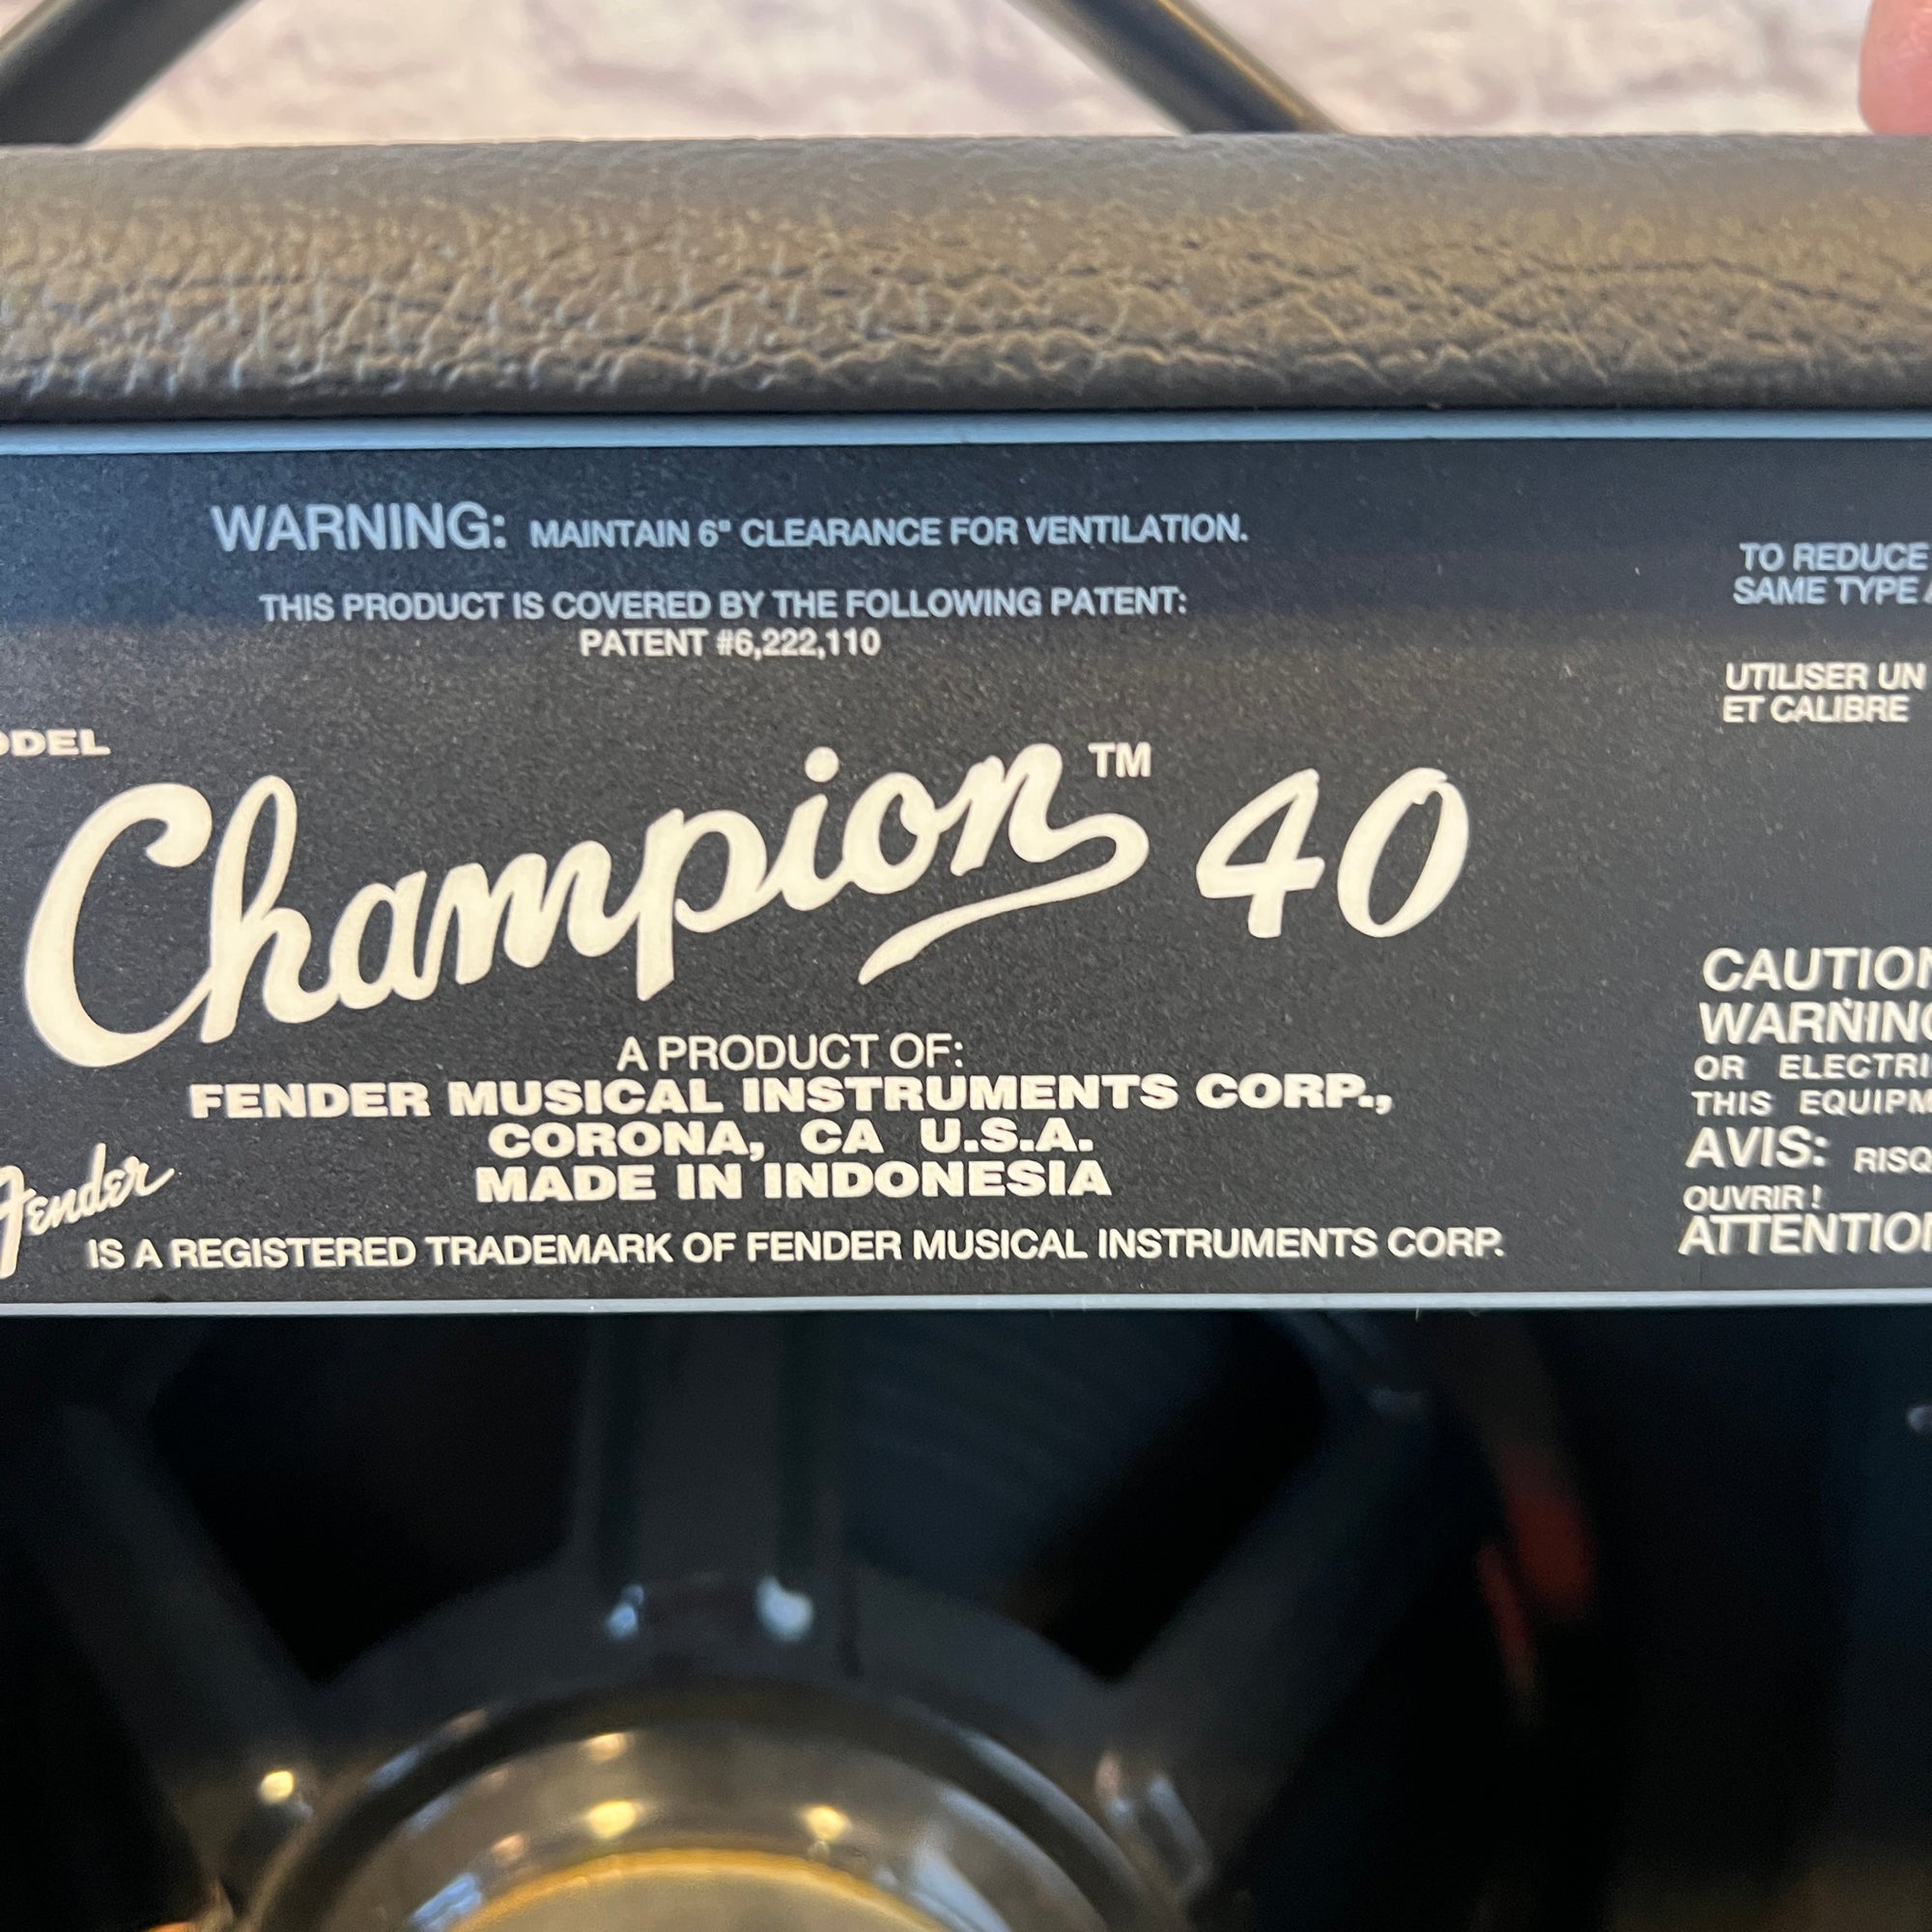 WARNING: MAINTAIN 6" CLEARANCE FOR VENTILATION.
THIS PRODUCT IS COVERED BY THE FOLLOWING PATENT:
PATENT #6,222,110
ODEL
Champion™ 40
A PRODUCT OF:
FENDER MUSICAL INSTRUMENTS CORP.,
CORONA, CA U.S.A.
MADE IN INDONESIA
Fender IS A REGISTERED TRADEMARK OF FENDER MUSICAL INSTRUMENTS CORP.
TO REDUCE
SAME TYPE
UTILISER UN
ET CALIBRE
CAUTION
WARNING
OR ELECTRI
THIS EQUIPM
AVIS: RISQ
OUVRIR !
ATTENTION